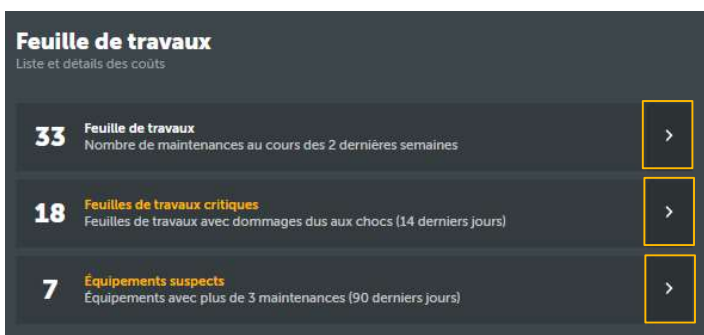 Feuille de travaux
Liste et détails des coûts
33
Feuille de travaux
Nombre de maintenances au cours des 2 dernières semaines
18
Feuilles de travaux critiques
Feuilles de travaux avec dommages dus aux chocs (14 derniers jours)
7
Équipements suspects
Équipements avec plus de 3 maintenances (90 derniers jours)